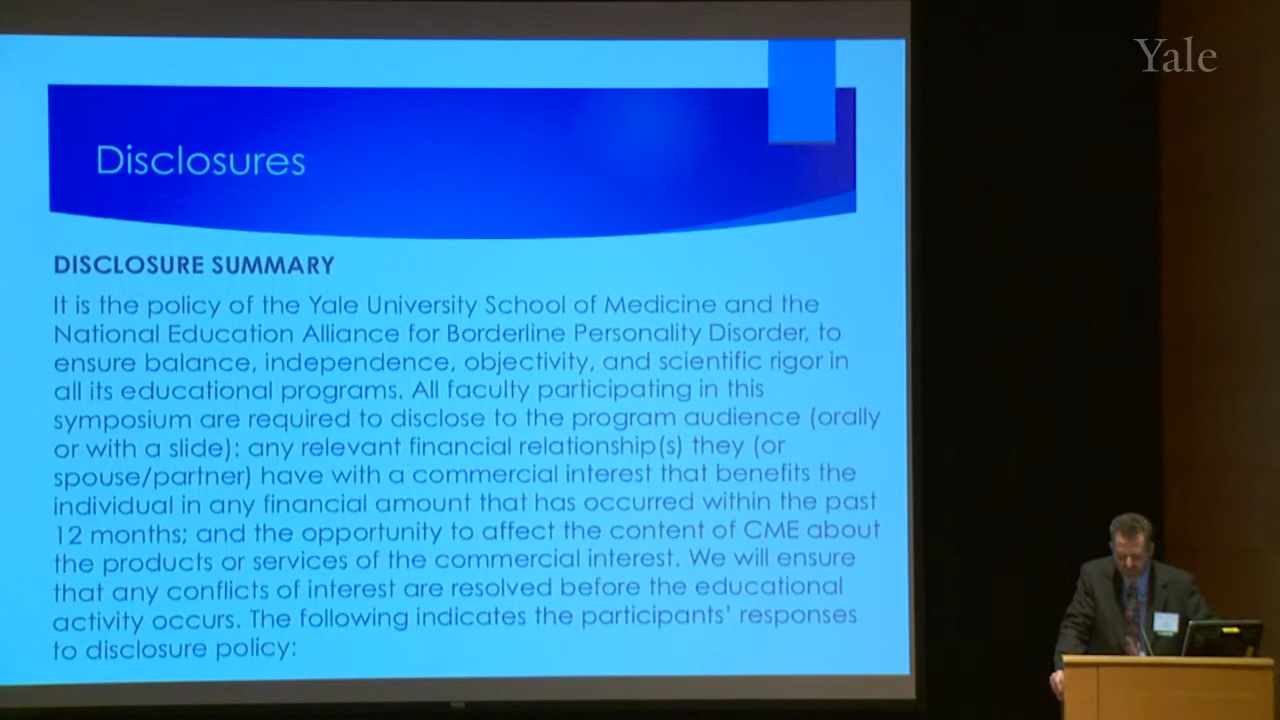 Yale
Disclosures
DISCLOSURE SUMMARY
It is the policy of the Yale University School of Medicine and the
National Education Alliance for Borderline Personality Disorder, to
ensure balance, independence, objectivity, and scientific rigor in
all its educational programs. All faculty participating in this
symposium are required to disclose to the program audience (orally
or with a slide): any relevant financial relationship(s) they (or
spouse/partner) have with a commercial interest that benefits the
individual in any financial amount that has occurred within the past
12 months; and the opportunity to affect the content of CME about
the products or services of the commercial interest. We will ensure
that any conflicts of interest are resolved before the educational
activity occurs. The following indicates the participants' responses
to disclosure policy: